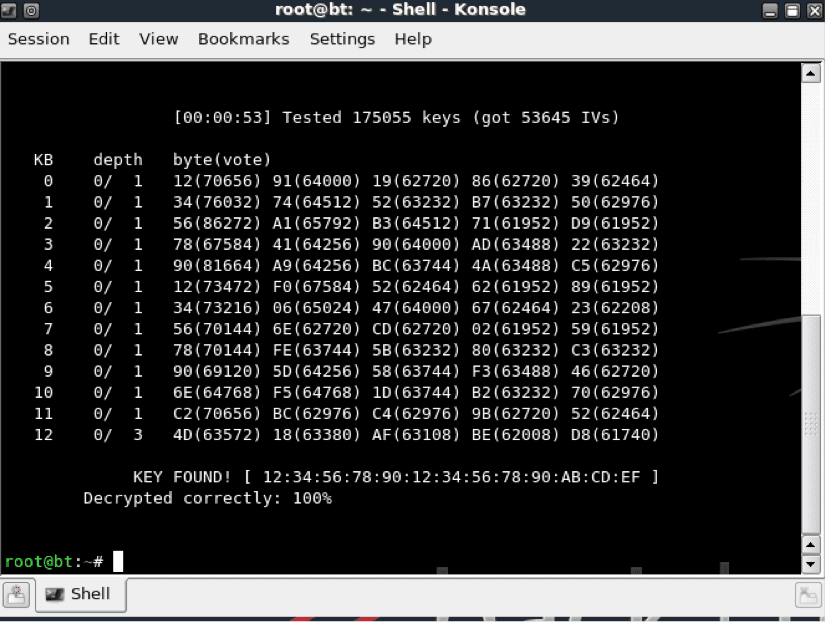 root@bt: ~ - Shell - Konsole
Session Edit View Bookmarks Settings Help
[00:00:53] Tested 175055 keys (got 53645 IVs)
KB depth byte(vote)
0 0/ 1 12(70656) 91(64000) 19(62720) 86(62720) 39(62464)
1 0/ 1 34(76032) 74(64512) 52(63232) B7(63232) 50(62976)
2 0/ 1 56(86272) A1(65792) B3(64512) 71(61952) D9(61952)
3 0/ 1 78(67584) 41(64256) 90(64000) AD(63488) 22(63232)
4 0/ 1 90(81664) A9(64256) BC(63744) 4A(63488) C5(62976)
5 0/ 1 12(73472) F0(67584) 52(62464) 62(61952) 89(61952)
6 0/ 1 34(73216) 06(65024) 47(64000) 67(62464) 23(62208)
7 0/ 1 56(70144) 6E(62720) CD(62720) 02(61952) 59(61952)
8 0/ 1 78(70144) FE(63744) 5B(63232) 80(63232) C3(63232)
9 0/ 1 90(69120) 5D(64256) 58(63744) F3(63488) 46(62720)
10 0/ 1 6E(64768) F5(64768) 1D(63744) B2(63232) 70(62976)
11 0/ 1 C2(70656) BC(62976) C4(62976) 9B(62720) 52(62464)
12 0/ 3 4D(63572) 18(63380) AF(63108) BE(62008) D8(61740)
KEY FOUND! [ 12:34:56:78:90:12:34:56:78:90:AB:CD:EF ]
Decrypted correctly: 100%
root@bt:~#
Shell